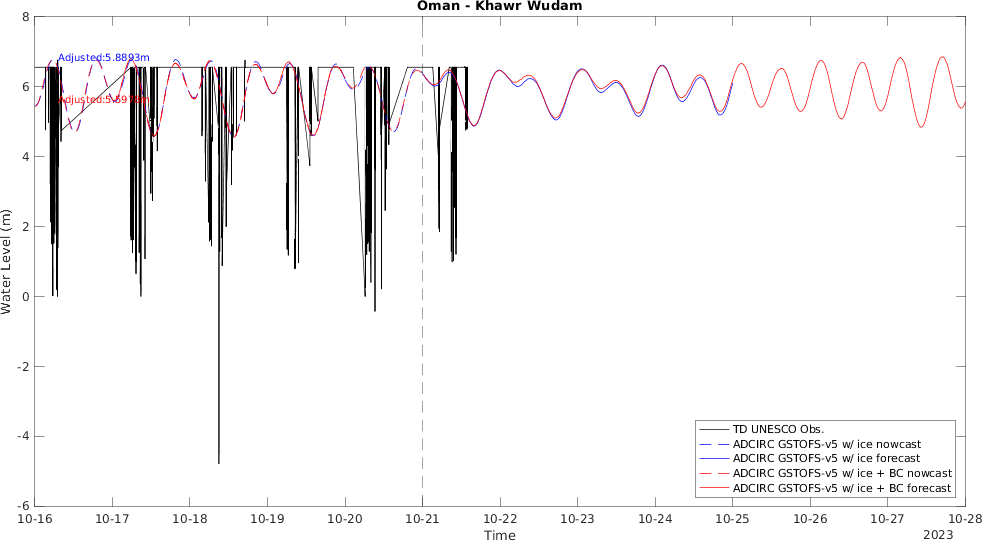 Oman - Khawr Wudam
8
6
4
2
0
-2
-4
-6
Water Level (m)
Adjusted:5.8893m
TD UNESCO Obs.
ADCIRC GSTOFS-v5 w/ ice nowcast
ADCIRC GSTOFS-v5 w/ ice forecast
ADCIRC GSTOFS-v5 w/ ice + BC nowcast
ADCIRC GSTOFS-v5 w/ ice + BC forecast
10-16 10-17 10-18 10-19 10-20 10-21 10-22 10-23 10-24 10-25 10-26 10-27 10-28
Time
2023